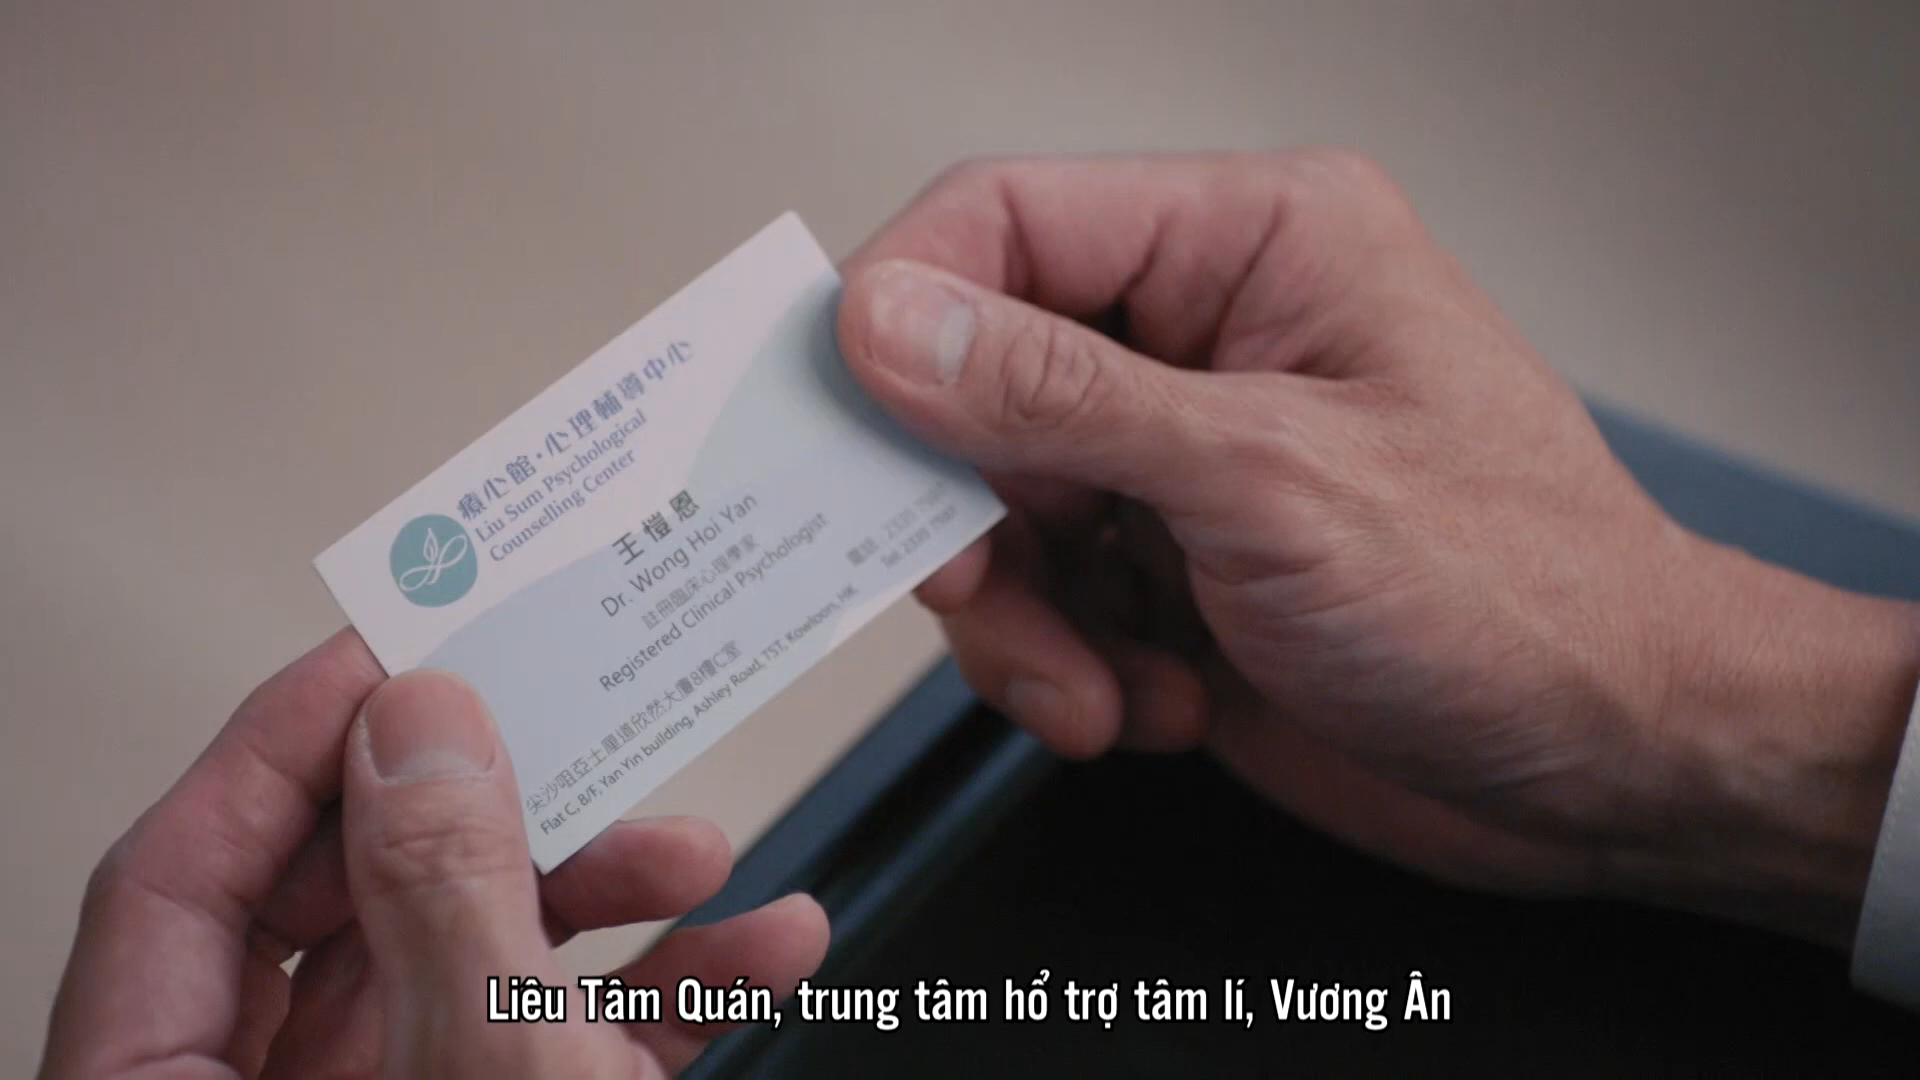 療心館·心理輔導中心
Liu Sum Psychological
Counselling Center
王愷恩
Dr. Wong Hoi Yan
註冊臨床心理學家
Registered Clinical Psychologist
電話 : 2320
Tel: 2320
尖沙咀亞士厘道欣然大廈8樓C室
Flat C, 8/F, Yan Yin building, Ashley Road, TST, Kowloon, HK
Liêu Tâm Quán, trung tâm hổ trợ tâm lí, Vương Ân